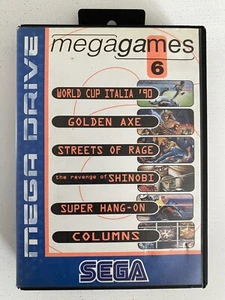 megagames
6
WORLD CUP ITALIA '90
GOLDEN AXE
STREETS OF RAGE
the revenge of SHINOBI
SUPER HANG-ON
COLUMNS
MEGA DRIVE
SEGA